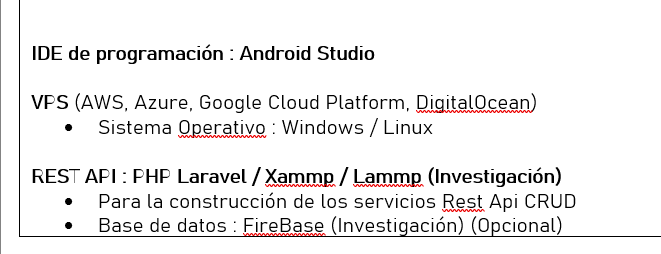 IDE de programación : Android Studio
VPS (AWS, Azure, Google Cloud Platform, DigitalOcean)
• Sistema Operativo : Windows / Linux
REST API : PHP Laravel / Xammp / Lammp (Investigación)
• Para la construcción de los servicios Rest Api CRUD
• Base de datos : FireBase (Investigación) (Opcional)